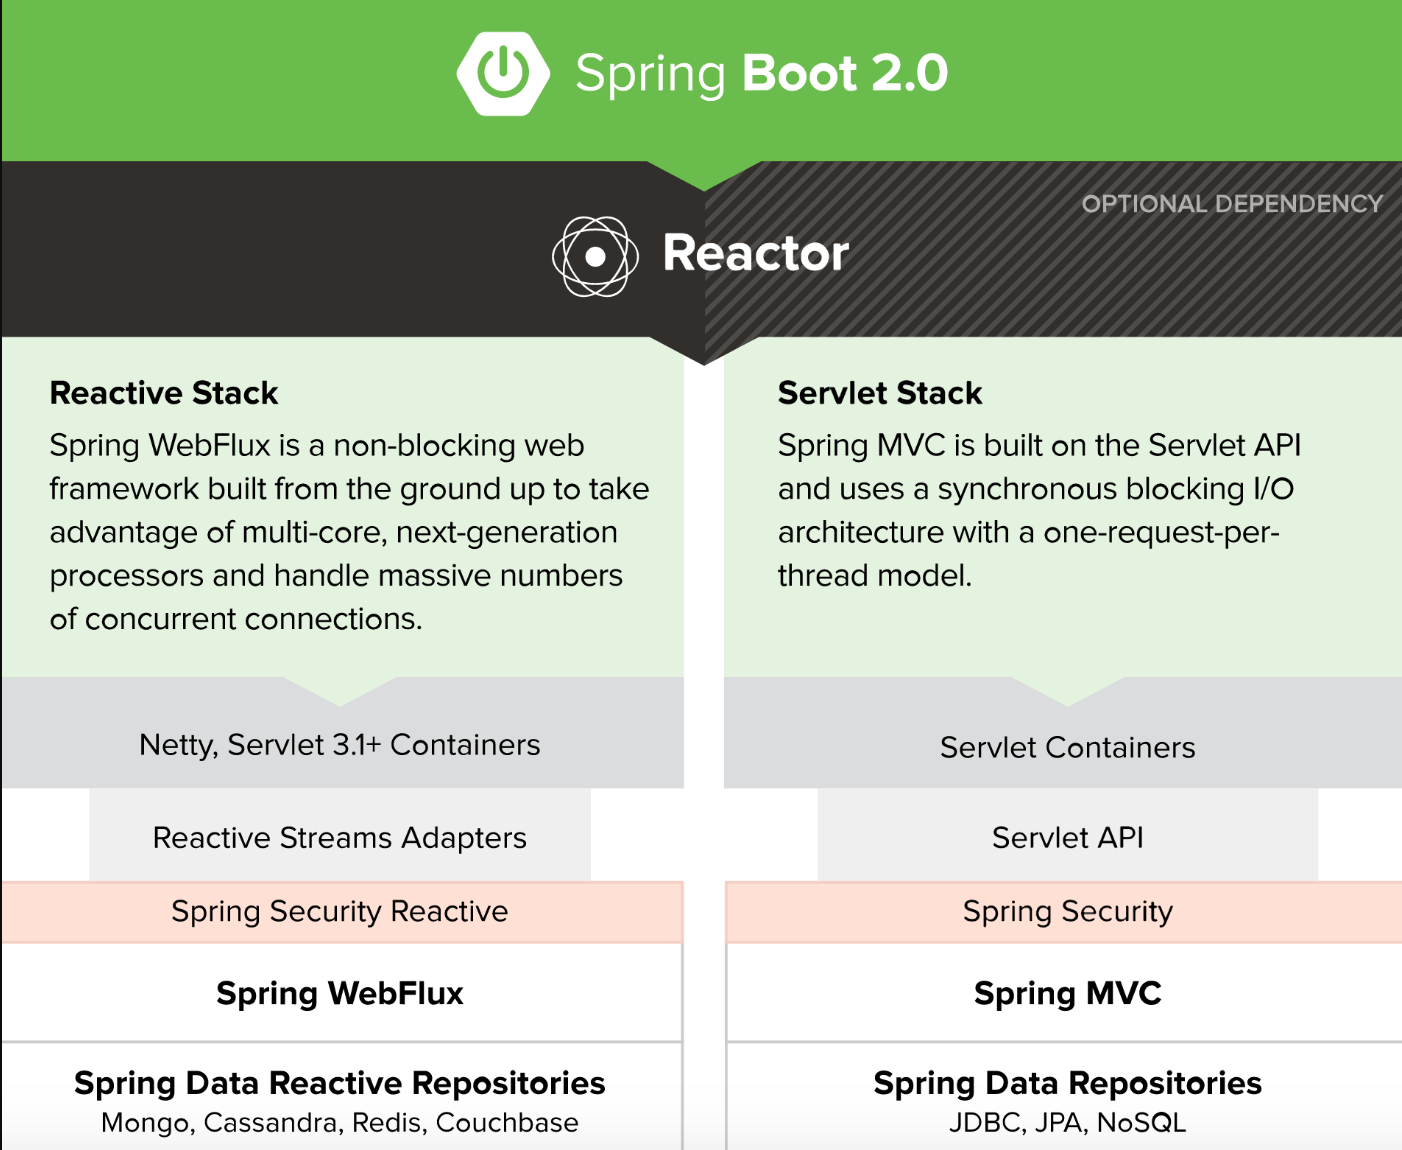 Spring Boot 2.0
OPTIONAL DEPENDENCY
Reactor
Reactive Stack
Spring WebFlux is a non-blocking web
framework built from the ground up to take
advantage of multi-core, next-generation
processors and handle massive numbers
of concurrent connections.
Netty, Servlet 3.1+ Containers
Reactive Streams Adapters
Spring Security Reactive
Spring WebFlux
Spring Data Reactive Repositories
Mongo, Cassandra, Redis, Couchbase
Servlet Stack
Spring MVC is built on the Servlet API
and uses a synchronous blocking I/O
architecture with a one-request-per-
thread model.
Servlet Containers
Servlet API
Spring Security
Spring MVC
Spring Data Repositories
JDBC, JPA, NoSQL